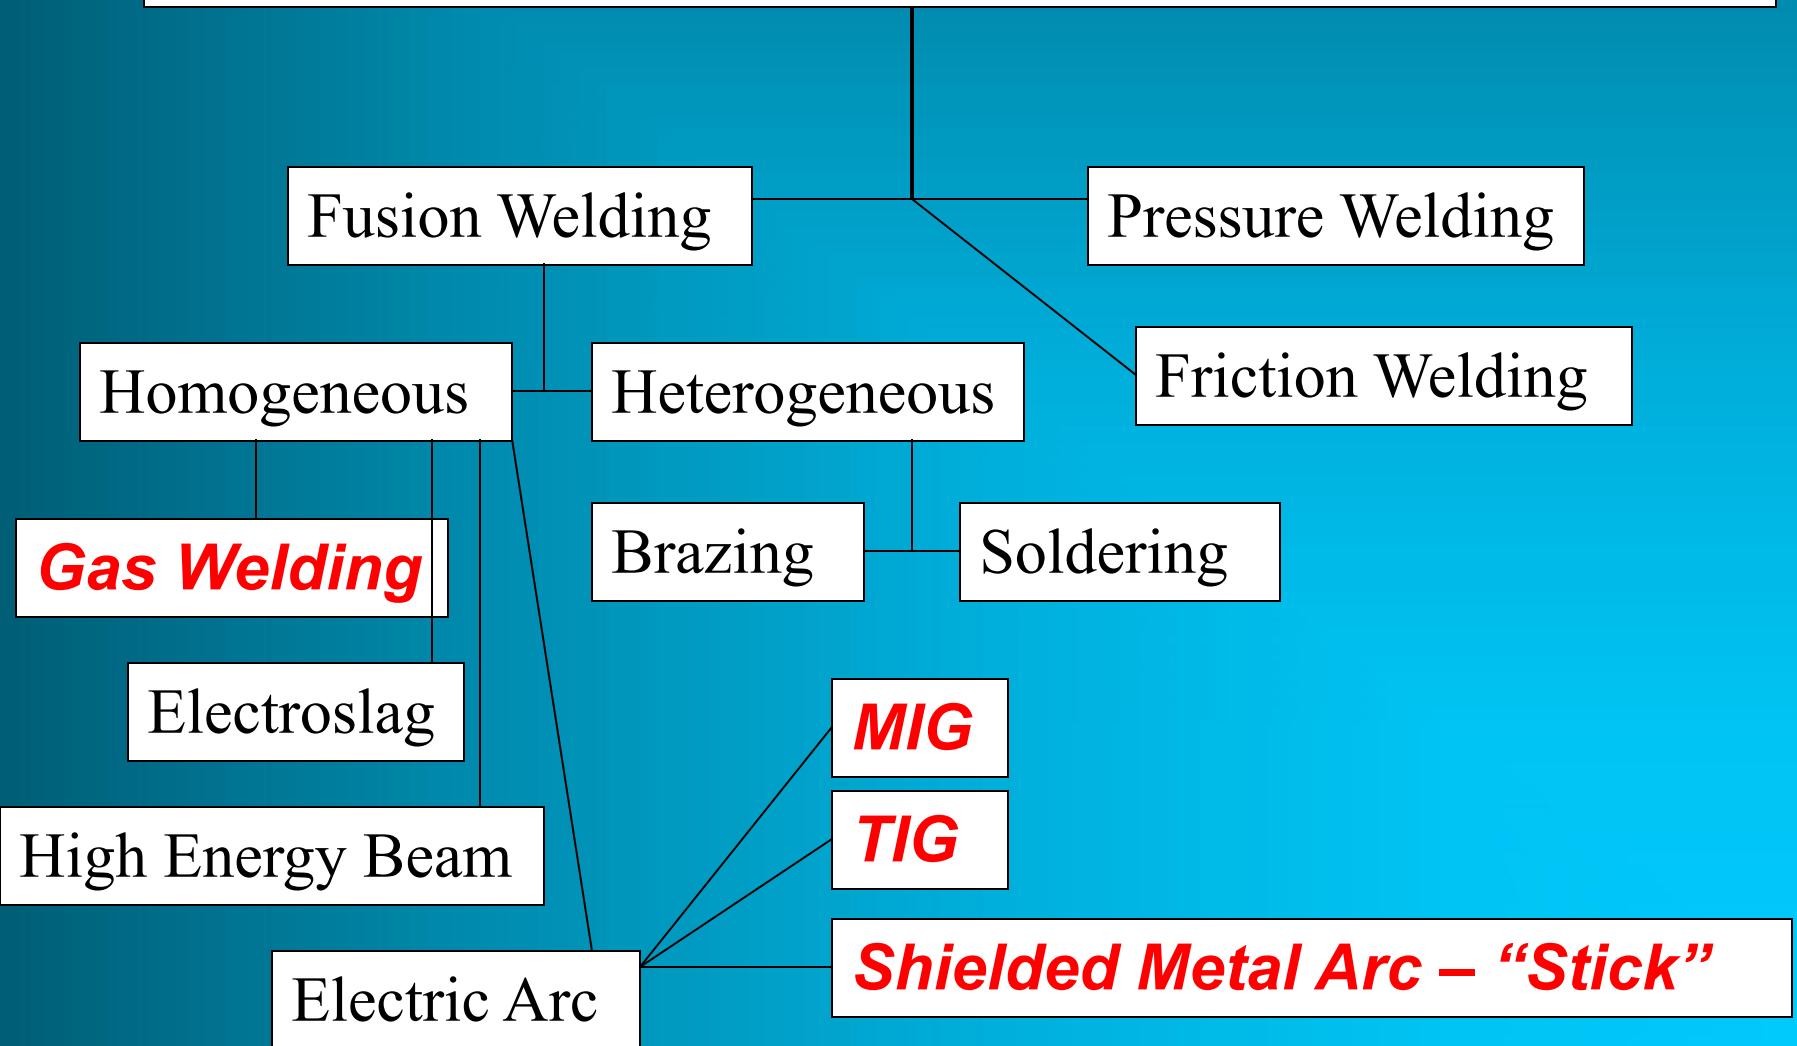 Fusion Welding
Pressure Welding
Friction Welding
Homogeneous
Heterogeneous
Gas Welding
Brazing
Soldering
Electroslag
MIG
High Energy Beam
TIG
Shielded Metal Arc – “Stick”
Electric Arc